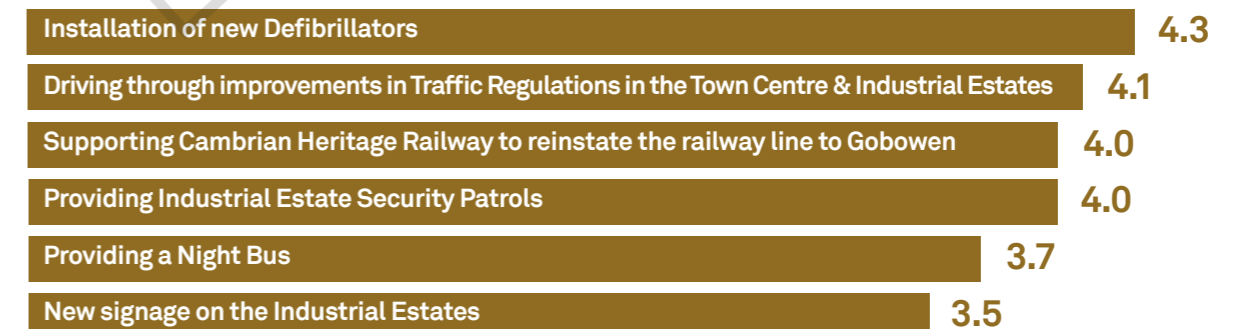 Installation of new Defibrillators 4.3
Driving through improvements in Traffic Regulations in the Town Centre & Industrial Estates 4.1
Supporting Cambrian Heritage Railway to reinstate the railway line to Gobowen 4.0
Providing Industrial Estate Security Patrols 4.0
Providing a Night Bus 3.7
New signage on the Industrial Estates 3.5